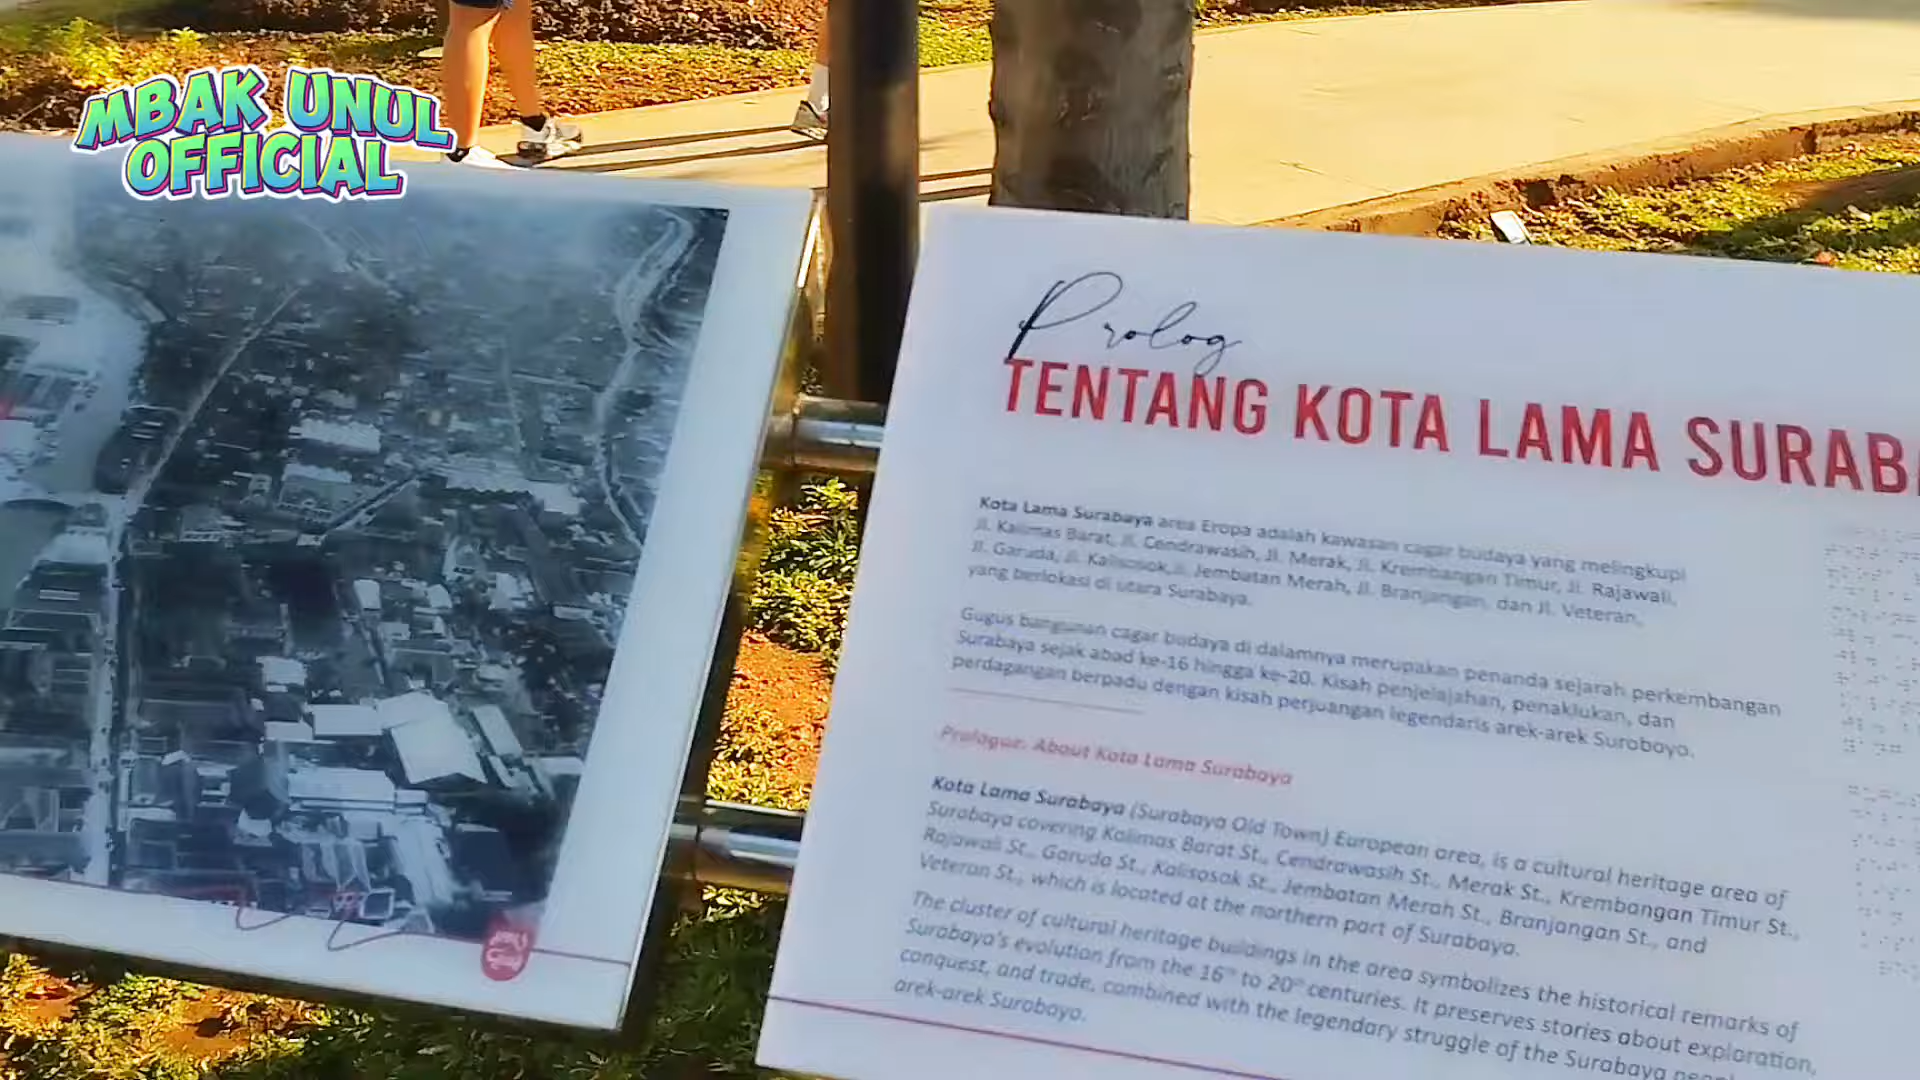 MBAK UNUL
OFFICIAL
Prolog
TENTANG KOTA LAMA SURABA
Kota Lama Surabaya area Eropa adalah kawasan cagar budaya yang melingkupi
Jl. Kalimas Barat, Jl. Cendrawasih, Jl. Merak, Jl. Krembangan Timur, Jl. Rajawali,
Jl. Garuda, Jl. Kalisosok, Jl. Jembatan Merah, Jl. Branjangan, dan Jl. Veteran,
yang berlokasi di utara Surabaya.
Gugus bangunan cagar budaya di dalamnya merupakan penanda sejarah perkembangan
Surabaya sejak abad ke-16 hingga ke-20. Kisah penjelajahan, penaklukan, dan
perdagangan berpadu dengan kisah perjuangan legendaris arek-arek Suroboyo.
Prologue: About Kota Lama Surabaya
Kota Lama Surabaya (Surabaya Old Town) European area, is a cultural heritage area of
Surabaya covering Kalimas Barat St., Cendrawasih St., Merak St., Krembangan Timur St.,
Rajawali St., Garuda St., Kalisosok St., Jembatan Merah St., Branjangan St., and
Veteran St., which is located at the northern part of Surabaya.
The cluster of cultural heritage buildings in the area symbolizes the historical remarks of
Surabaya's evolution from the 16th to 20th centuries. It preserves stories about exploration,
conquest, and trade, combined with the legendary struggle of the Surabaya
arek-arek Suroboyo.